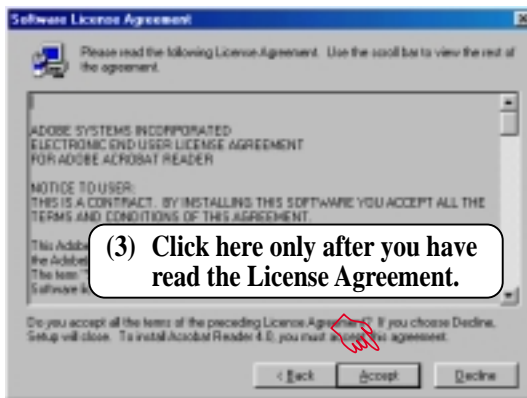 Software License Agreement
Please read the following License Agreement. Use the scroll bar to view the rest of
the agreement.
ADOBE SYSTEMS INCORPORATED
ELECTRONIC END USER LICENSE AGREEMENT
FOR ADOBE ACROBAT READER
NOTICE TO USER:
THIS IS A CONTRACT. BY INSTALLING THIS SOFTWARE YOU ACCEPT ALL THE
TERMS AND CONDITIONS OF THIS AGREEMENT.
This Adobe
the Adobe
The term
Software
(3) Click here only after you have
read the License Agreement.
Do you accept all the terms of the preceding License Agreement? If you choose Decline,
Setup will close. To install Acrobat Reader 4.0, you must accept this agreement.
< Back
Accept
Decline